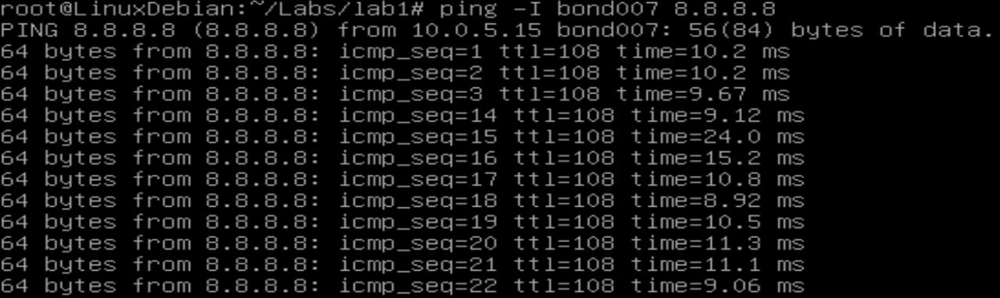 root@LinuxDebian:~/Labs/lab1# ping -I bond007 8.8.8.8
PING 8.8.8.8 (8.8.8.8) from 10.0.5.15 bond007: 56(84) bytes of data.
64 bytes from 8.8.8.8: icmp_seq=1 ttl=108 time=10.2 ms
64 bytes from 8.8.8.8: icmp_seq=2 ttl=108 time=10.2 ms
64 bytes from 8.8.8.8: icmp_seq=3 ttl=108 time=9.67 ms
64 bytes from 8.8.8.8: icmp_seq=14 ttl=108 time=9.12 ms
64 bytes from 8.8.8.8: icmp_seq=15 ttl=108 time=24.0 ms
64 bytes from 8.8.8.8: icmp_seq=16 ttl=108 time=15.2 ms
64 bytes from 8.8.8.8: icmp_seq=17 ttl=108 time=10.8 ms
64 bytes from 8.8.8.8: icmp_seq=18 ttl=108 time=8.92 ms
64 bytes from 8.8.8.8: icmp_seq=19 ttl=108 time=10.5 ms
64 bytes from 8.8.8.8: icmp_seq=20 ttl=108 time=11.3 ms
64 bytes from 8.8.8.8: icmp_seq=21 ttl=108 time=11.1 ms
64 bytes from 8.8.8.8: icmp_seq=22 ttl=108 time=9.06 ms